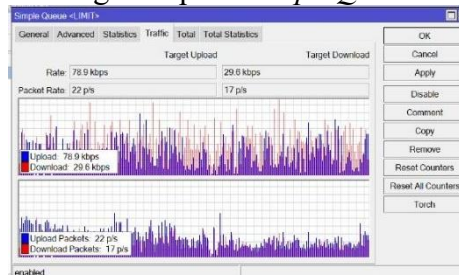 Simple Queue <LIMIT>
General Advanced Statistics Traffic Total Total Statistics
Target Upload Target Download
Rate: 78.9 kbps 29.6 kbps
Packet Rate: 22 p/s 17 p/s
Upload: 78.9 kbps
Download: 29.6 kbps
Upload Packets: 22 p/s
Download Packets: 17 p/s
enabled
OK
Cancel
Apply
Disable
Comment
Copy
Remove
Reset Counters
Reset All Counters
Torch